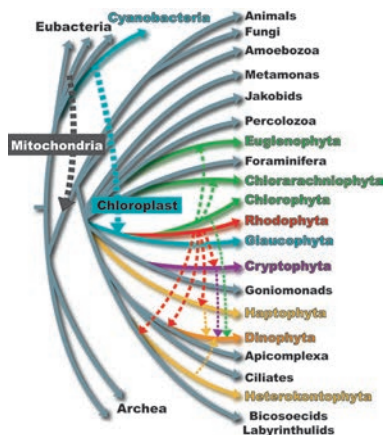 Cyanobacteria
Eubacteria
Animals
Fungi
Amoebozoa
Metamonas
Jakobids
Percolozoa
Mitochondria
Euglenophyta
Foraminifera
Chlorarachniophyta
Chloroplast
Chlorophyta
Rhodophyta
Glaucophyta
Cryptophyta
Goniomonads
Haptophyta
Dinophyta
Apicomplexa
Ciliates
Heterokontophyta
Archea
Bicosoecids
Labyrinthulids